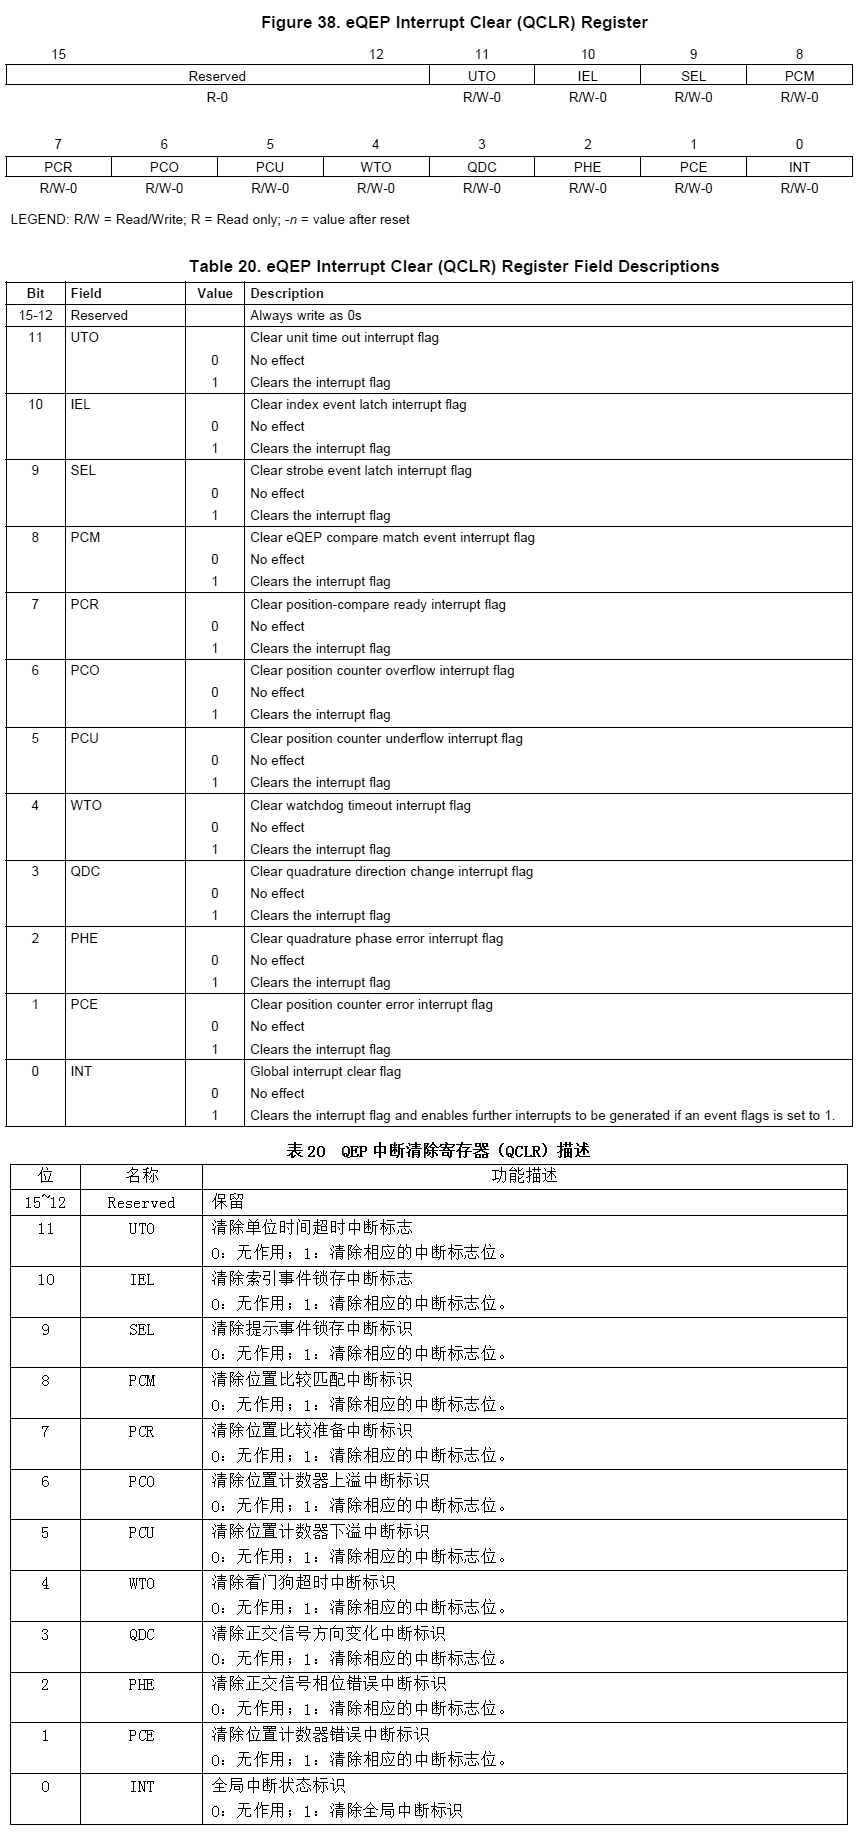 Figure 38. eQEP Interrupt Clear (QCLR) Register
15 12 11 10 9 8
Reserved UTO IEL SEL PCM
R-0 R/W-0 R/W-0 R/W-0 R/W-0
7 6 5 4 3 2 1 0
PCR PCO PCU WTO QDC PHE PCE INT
R/W-0 R/W-0 R/W-0 R/W-0 R/W-0 R/W-0 R/W-0 R/W-0
LEGEND: R/W = Read/Write; R = Read only; -n = value after reset
Table 20. eQEP Interrupt Clear (QCLR) Register Field Descriptions
Bit Field Value Description
15-12 Reserved Always write as 0s
11 UTO Clear unit time out interrupt flag
0 No effect
1 Clears the interrupt flag
10 IEL Clear index event latch interrupt flag
0 No effect
1 Clears the interrupt flag
9 SEL Clear strobe event latch interrupt flag
0 No effect
1 Clears the interrupt flag
8 PCM Clear eQEP compare match event interrupt flag
0 No effect
1 Clears the interrupt flag
7 PCR Clear position-compare ready interrupt flag
0 No effect
1 Clears the interrupt flag
6 PCO Clear position counter overflow interrupt flag
0 No effect
1 Clears the interrupt flag
5 PCU Clear position counter underflow interrupt flag
0 No effect
1 Clears the interrupt flag
4 WTO Clear watchdog timeout interrupt flag
0 No effect
1 Clears the interrupt flag
3 QDC Clear quadrature direction change interrupt flag
0 No effect
1 Clears the interrupt flag
2 PHE Clear quadrature phase error interrupt flag
0 No effect
1 Clears the interrupt flag
1 PCE Clear position counter error interrupt flag
0 No effect
1 Clears the interrupt flag
0 INT Global interrupt clear flag
0 No effect
1 Clears the interrupt flag and enables further interrupts to be generated if an event flags is set to 1.
表20 QEP中断清除寄存器（QCLR）描述
位 名称 功能描述
15~12 Reserved 保留
11 UTO 清除单位时间超时中断标志
0：无作用；1：清除相应的中断标志位。
10 IEL 清除索引事件锁存中断标志
0：无作用；1：清除相应的中断标志位。
9 SEL 清除提示事件锁存中断标识
0：无作用；1：清除相应的中断标志位。
8 PCM 清除位置比较匹配中断标识
0：无作用；1：清除相应的中断标志位。
7 PCR 清除位置比较准备中断标识
0：无作用；1：清除相应的中断标志位。
6 PCO 清除位置计数器上溢中断标识
0：无作用；1：清除相应的中断标志位。
5 PCU 清除位置计数器下溢中断标识
0：无作用；1：清除相应的中断标志位。
4 WTO 清除看门狗超时中断标识
0：无作用；1：清除相应的中断标志位。
3 QDC 清除正交信号方向变化中断标识
0：无作用；1：清除相应的中断标志位。
2 PHE 清除正交信号相位错误中断标识
0：无作用；1：清除相应的中断标志位。
1 PCE 清除位置计数器错误中断标识
0：无作用；1：清除相应的中断标志位。
0 INT 全局中断状态标识
0：无作用；1：清除全局中断标识